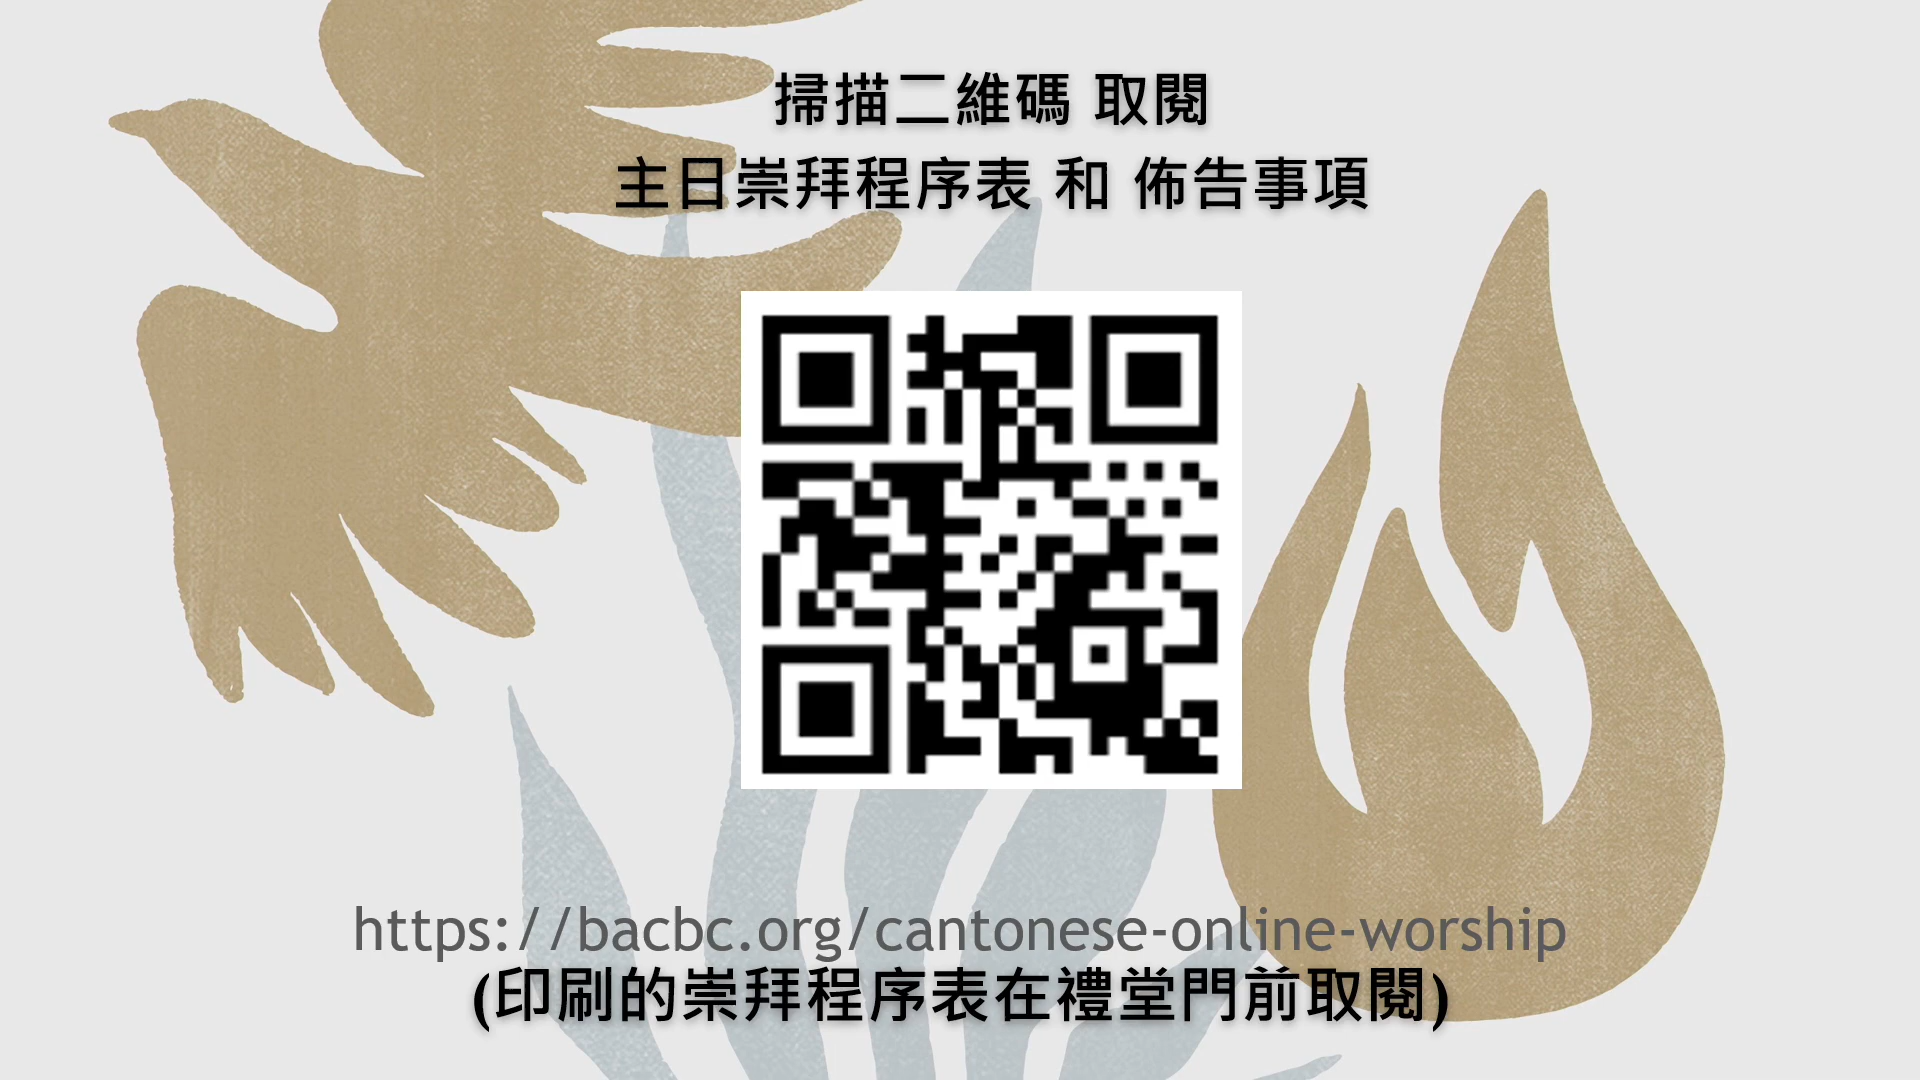 掃描二維碼 取閱
主日崇拜程序表 和 佈告事項
https://bacbc.org/cantonese-online-worship
(印刷的崇拜程序表在禮堂門前取閱)